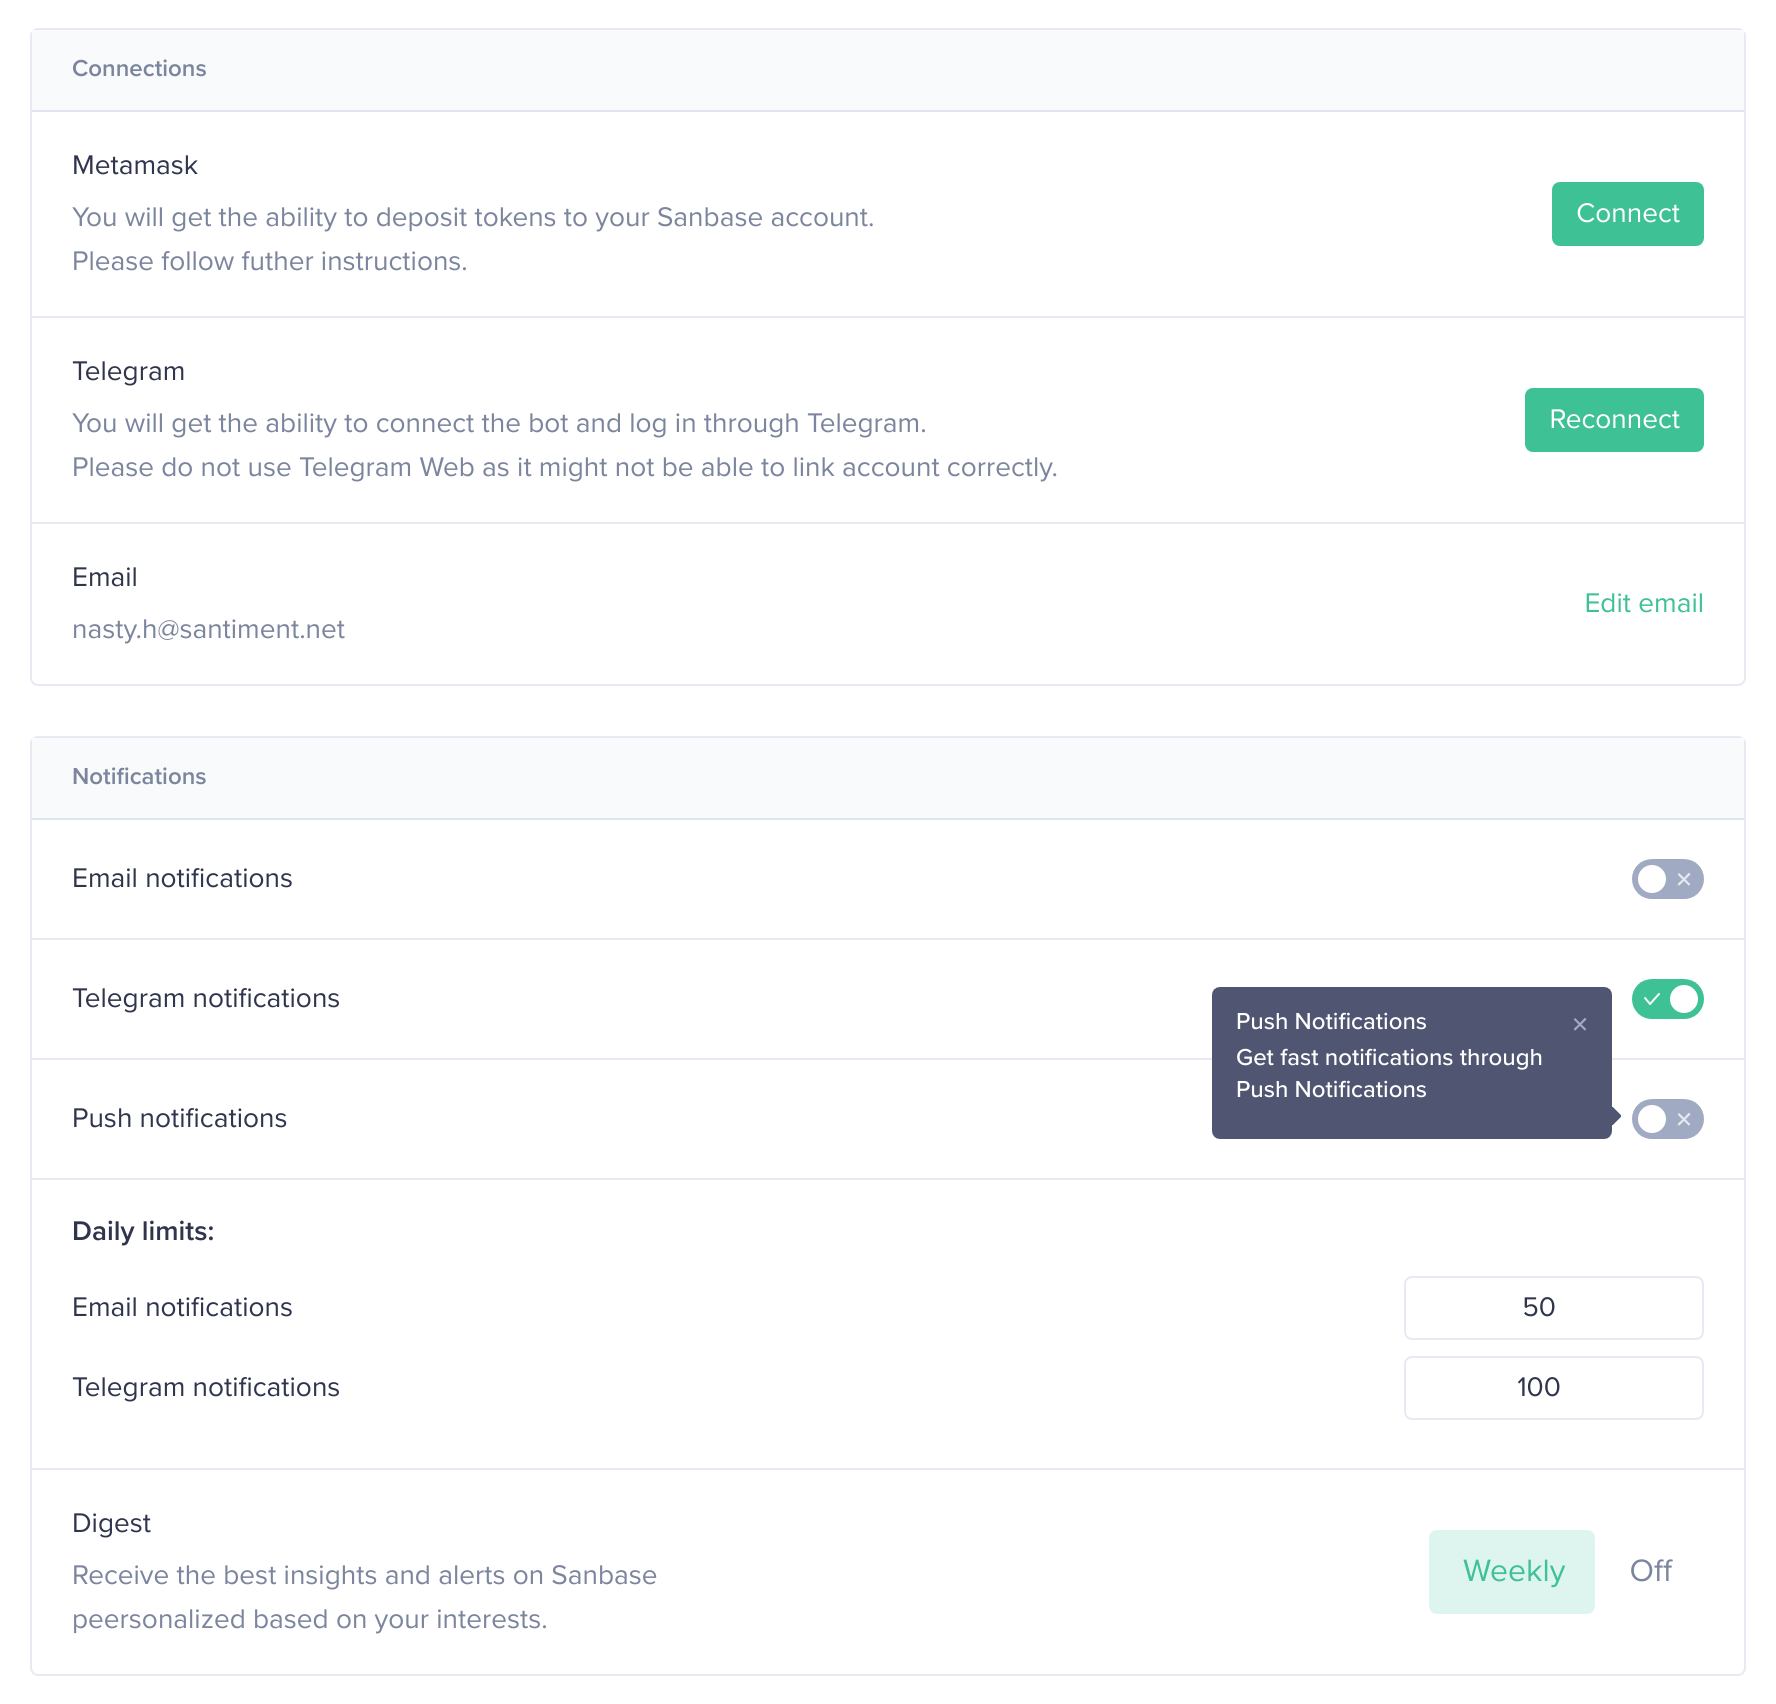 Connections
Metamask
You will get the ability to deposit tokens to your Sanbase account.
Please follow futher instructions.
Connect
Telegram
You will get the ability to connect the bot and log in through Telegram.
Please do not use Telegram Web as it might not be able to link account correctly.
Reconnect
Email
nasty.h@santiment.net
Edit email
Notifications
Email notifications
Telegram notifications
Push Notifications
Get fast notifications through
Push Notifications
Push notifications
Daily limits:
Email notifications
50
Telegram notifications
100
Digest
Receive the best insights and alerts on Sanbase
peersonalized based on your interests.
Weekly
Off